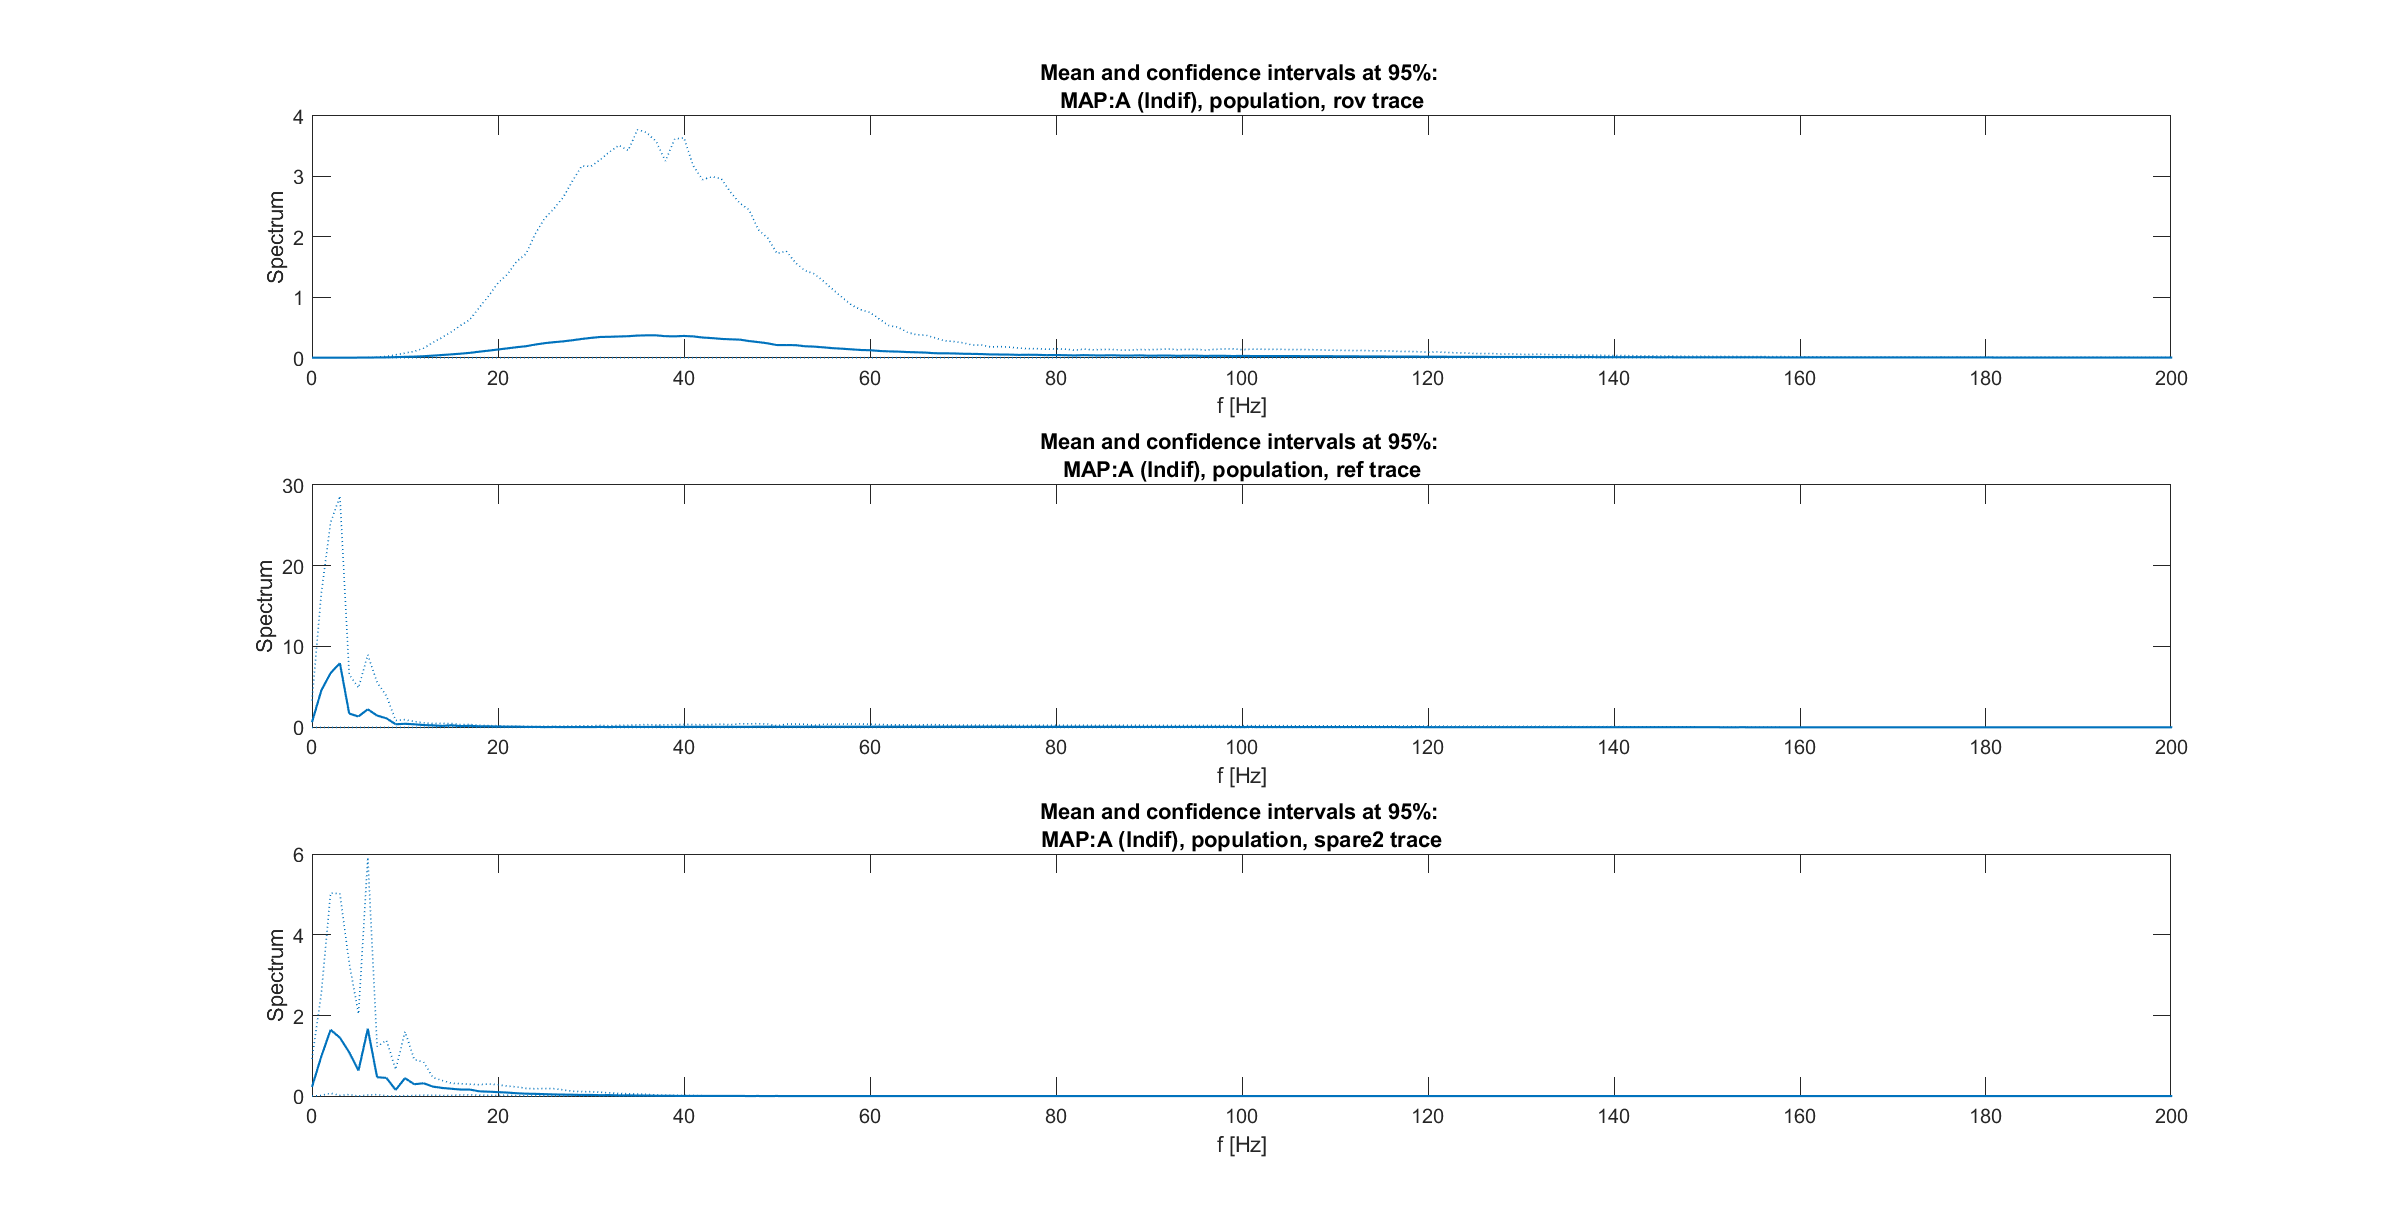 Mean and confidence intervals at 95%:
MAP:A (Indif), population, rov trace
4
3
2
1
0
Spectrum
0 20 40 60 80 100 120 140 160 180 200
f [Hz]
Mean and confidence intervals at 95%:
MAP:A (Indif), population, ref trace
30
20
10
0
Spectrum
0 20 40 60 80 100 120 140 160 180 200
f [Hz]
Mean and confidence intervals at 95%:
MAP:A (Indif), population, spare2 trace
6
4
2
0
Spectrum
0 20 40 60 80 100 120 140 160 180 200
f [Hz]